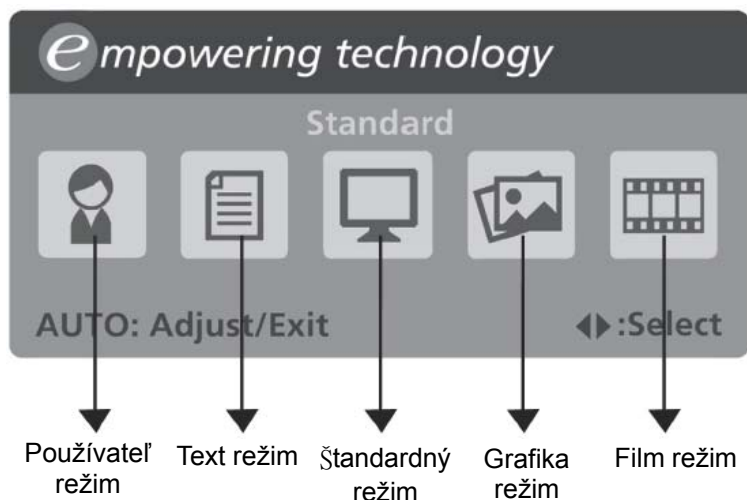 empowering technology
Standard
AUTO: Adjust/Exit
:Select
Používateľ
režim
Text režim
Štandardný
režim
Grafika
režim
Film režim